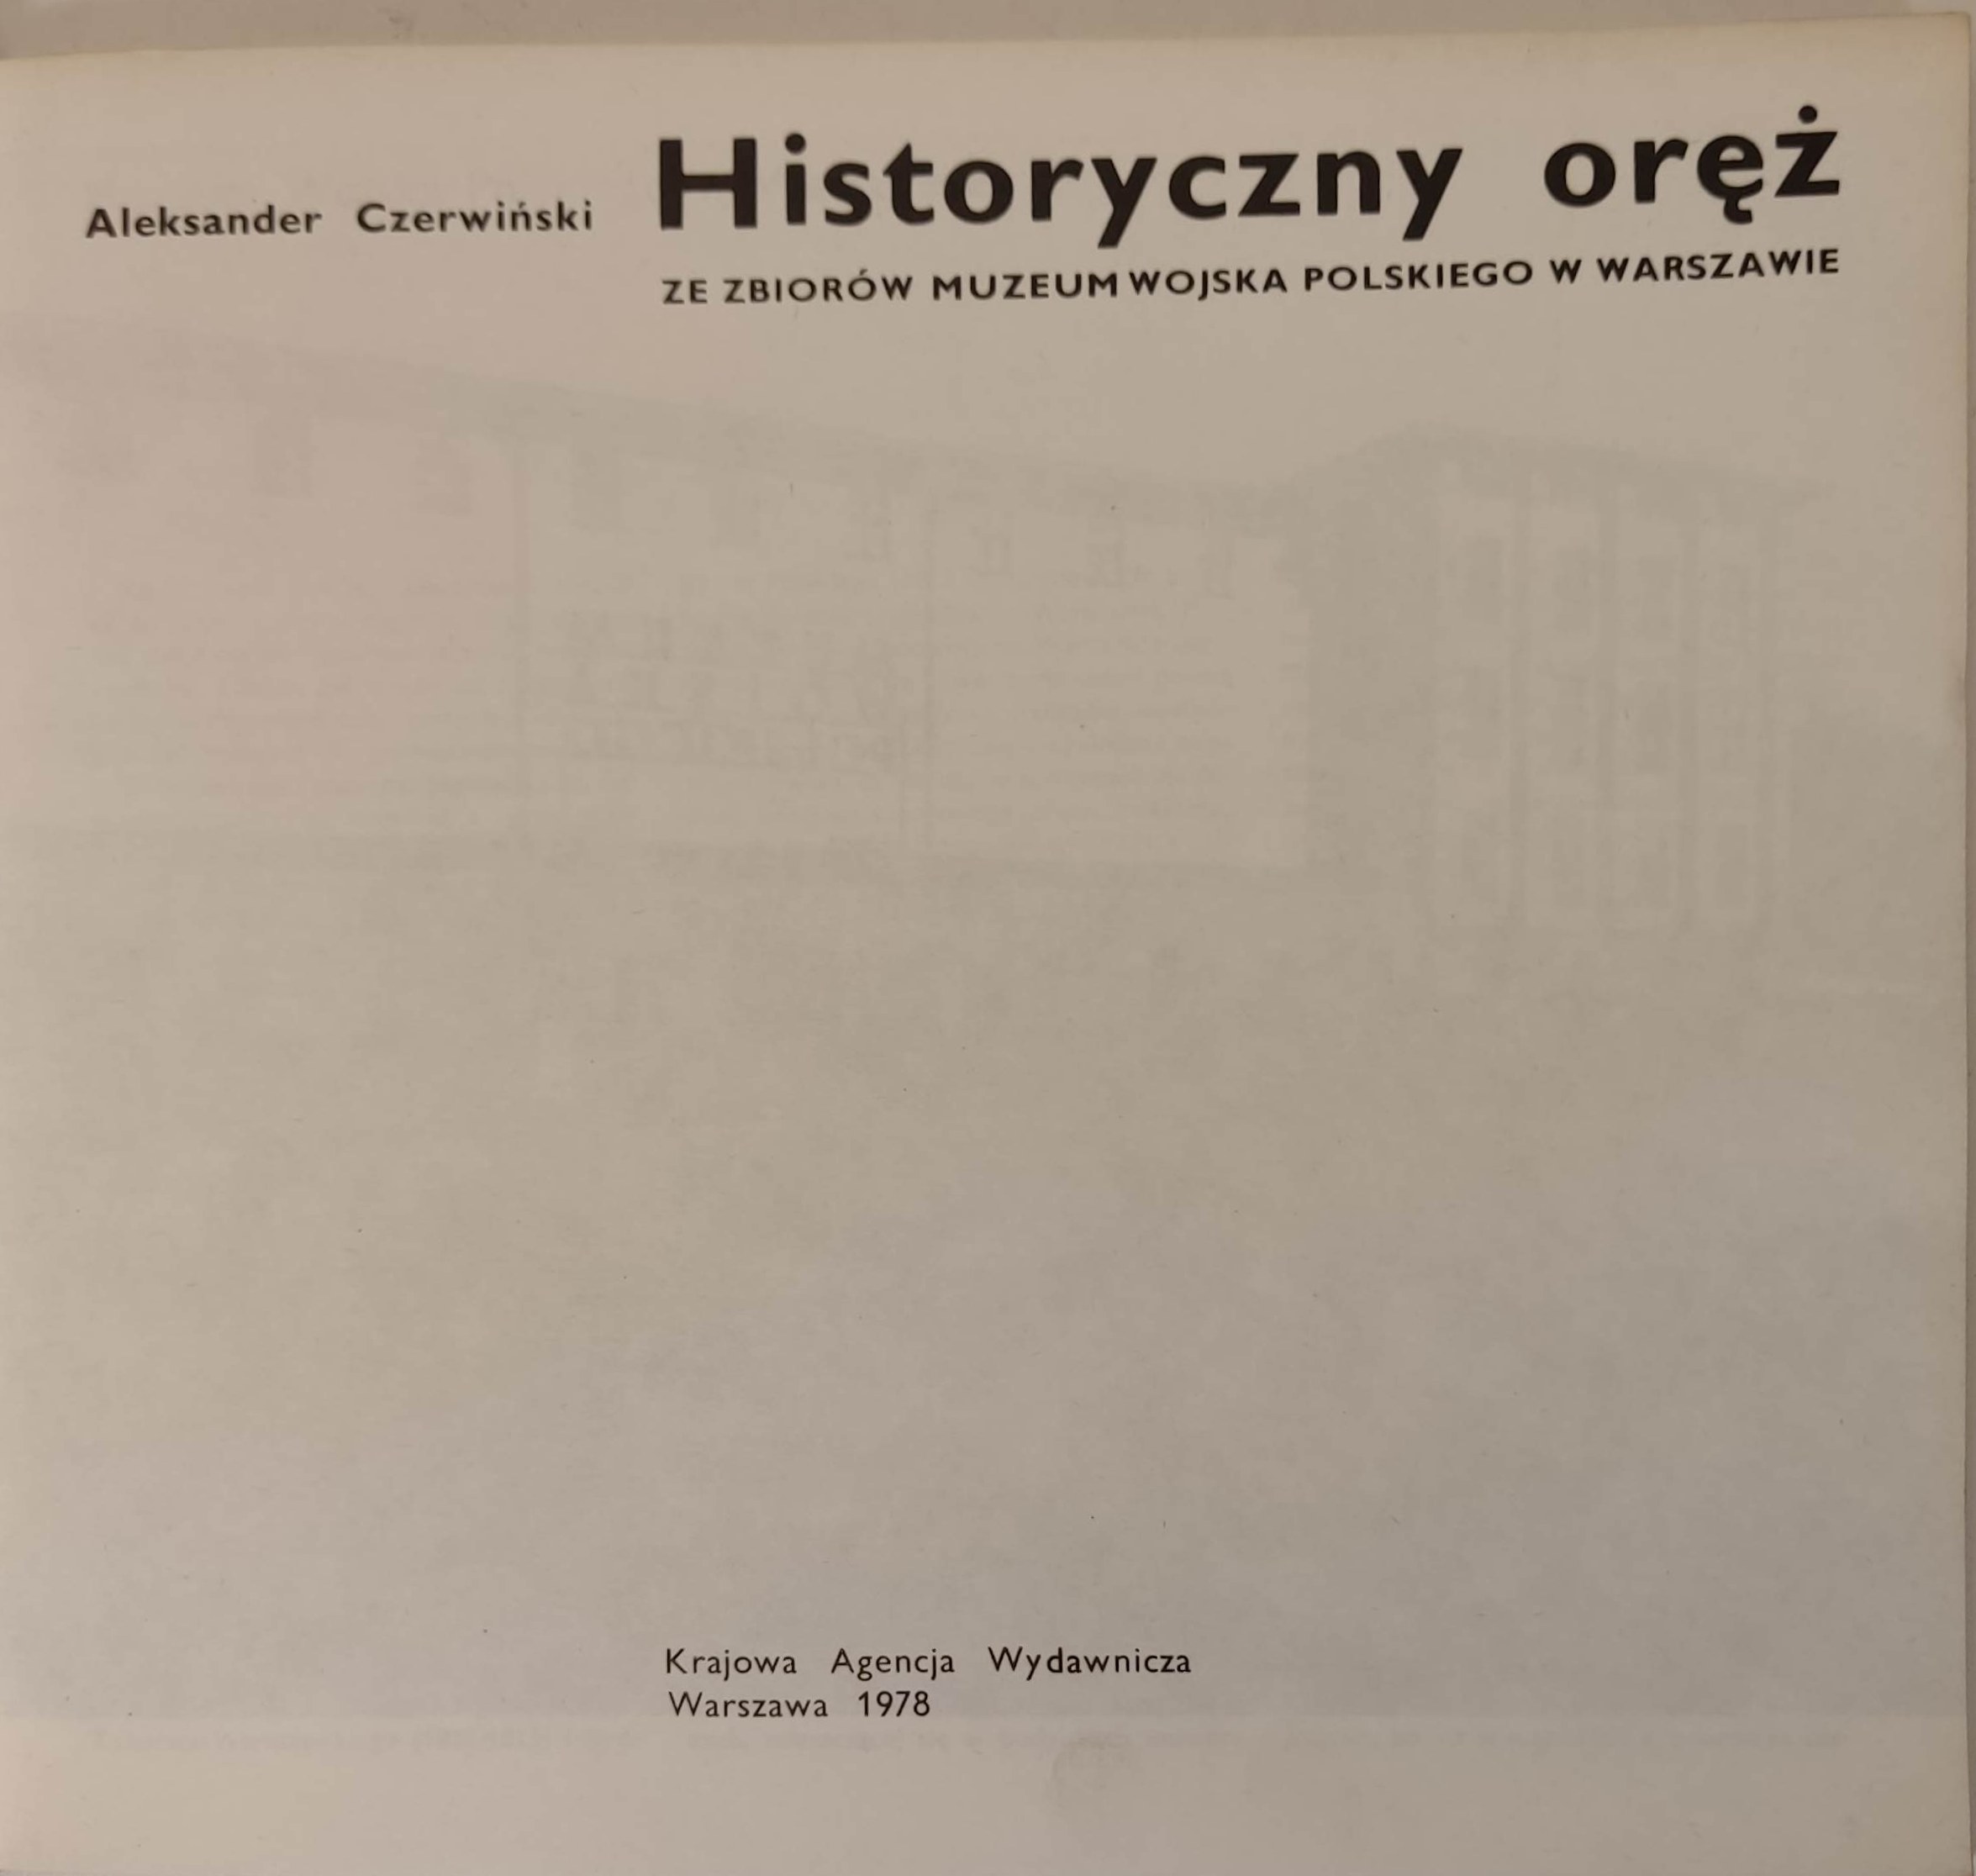 Aleksander Czerwiński
Historyczny oręż
ZE ZBIORÓW MUZEUM WOJSKA POLSKIEGO W WARSZAWIE
Krajowa Agencja Wydawnicza
Warszawa 1978